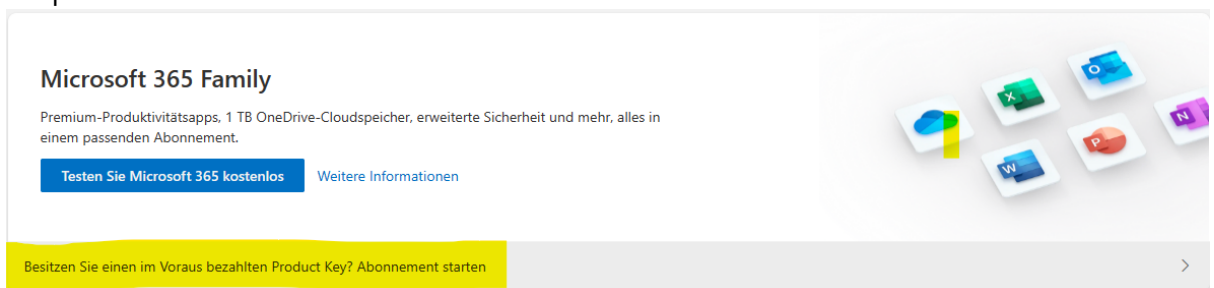 Microsoft 365 Family
Premium-Produktivitätsapps, 1 TB OneDrive-Cloudspeicher, erweiterte Sicherheit und mehr, alles in
einem passenden Abonnement.
Testen Sie Microsoft 365 kostenlos Weitere Informationen
Besitzen Sie einen im Voraus bezahlten Product Key? Abonnement starten